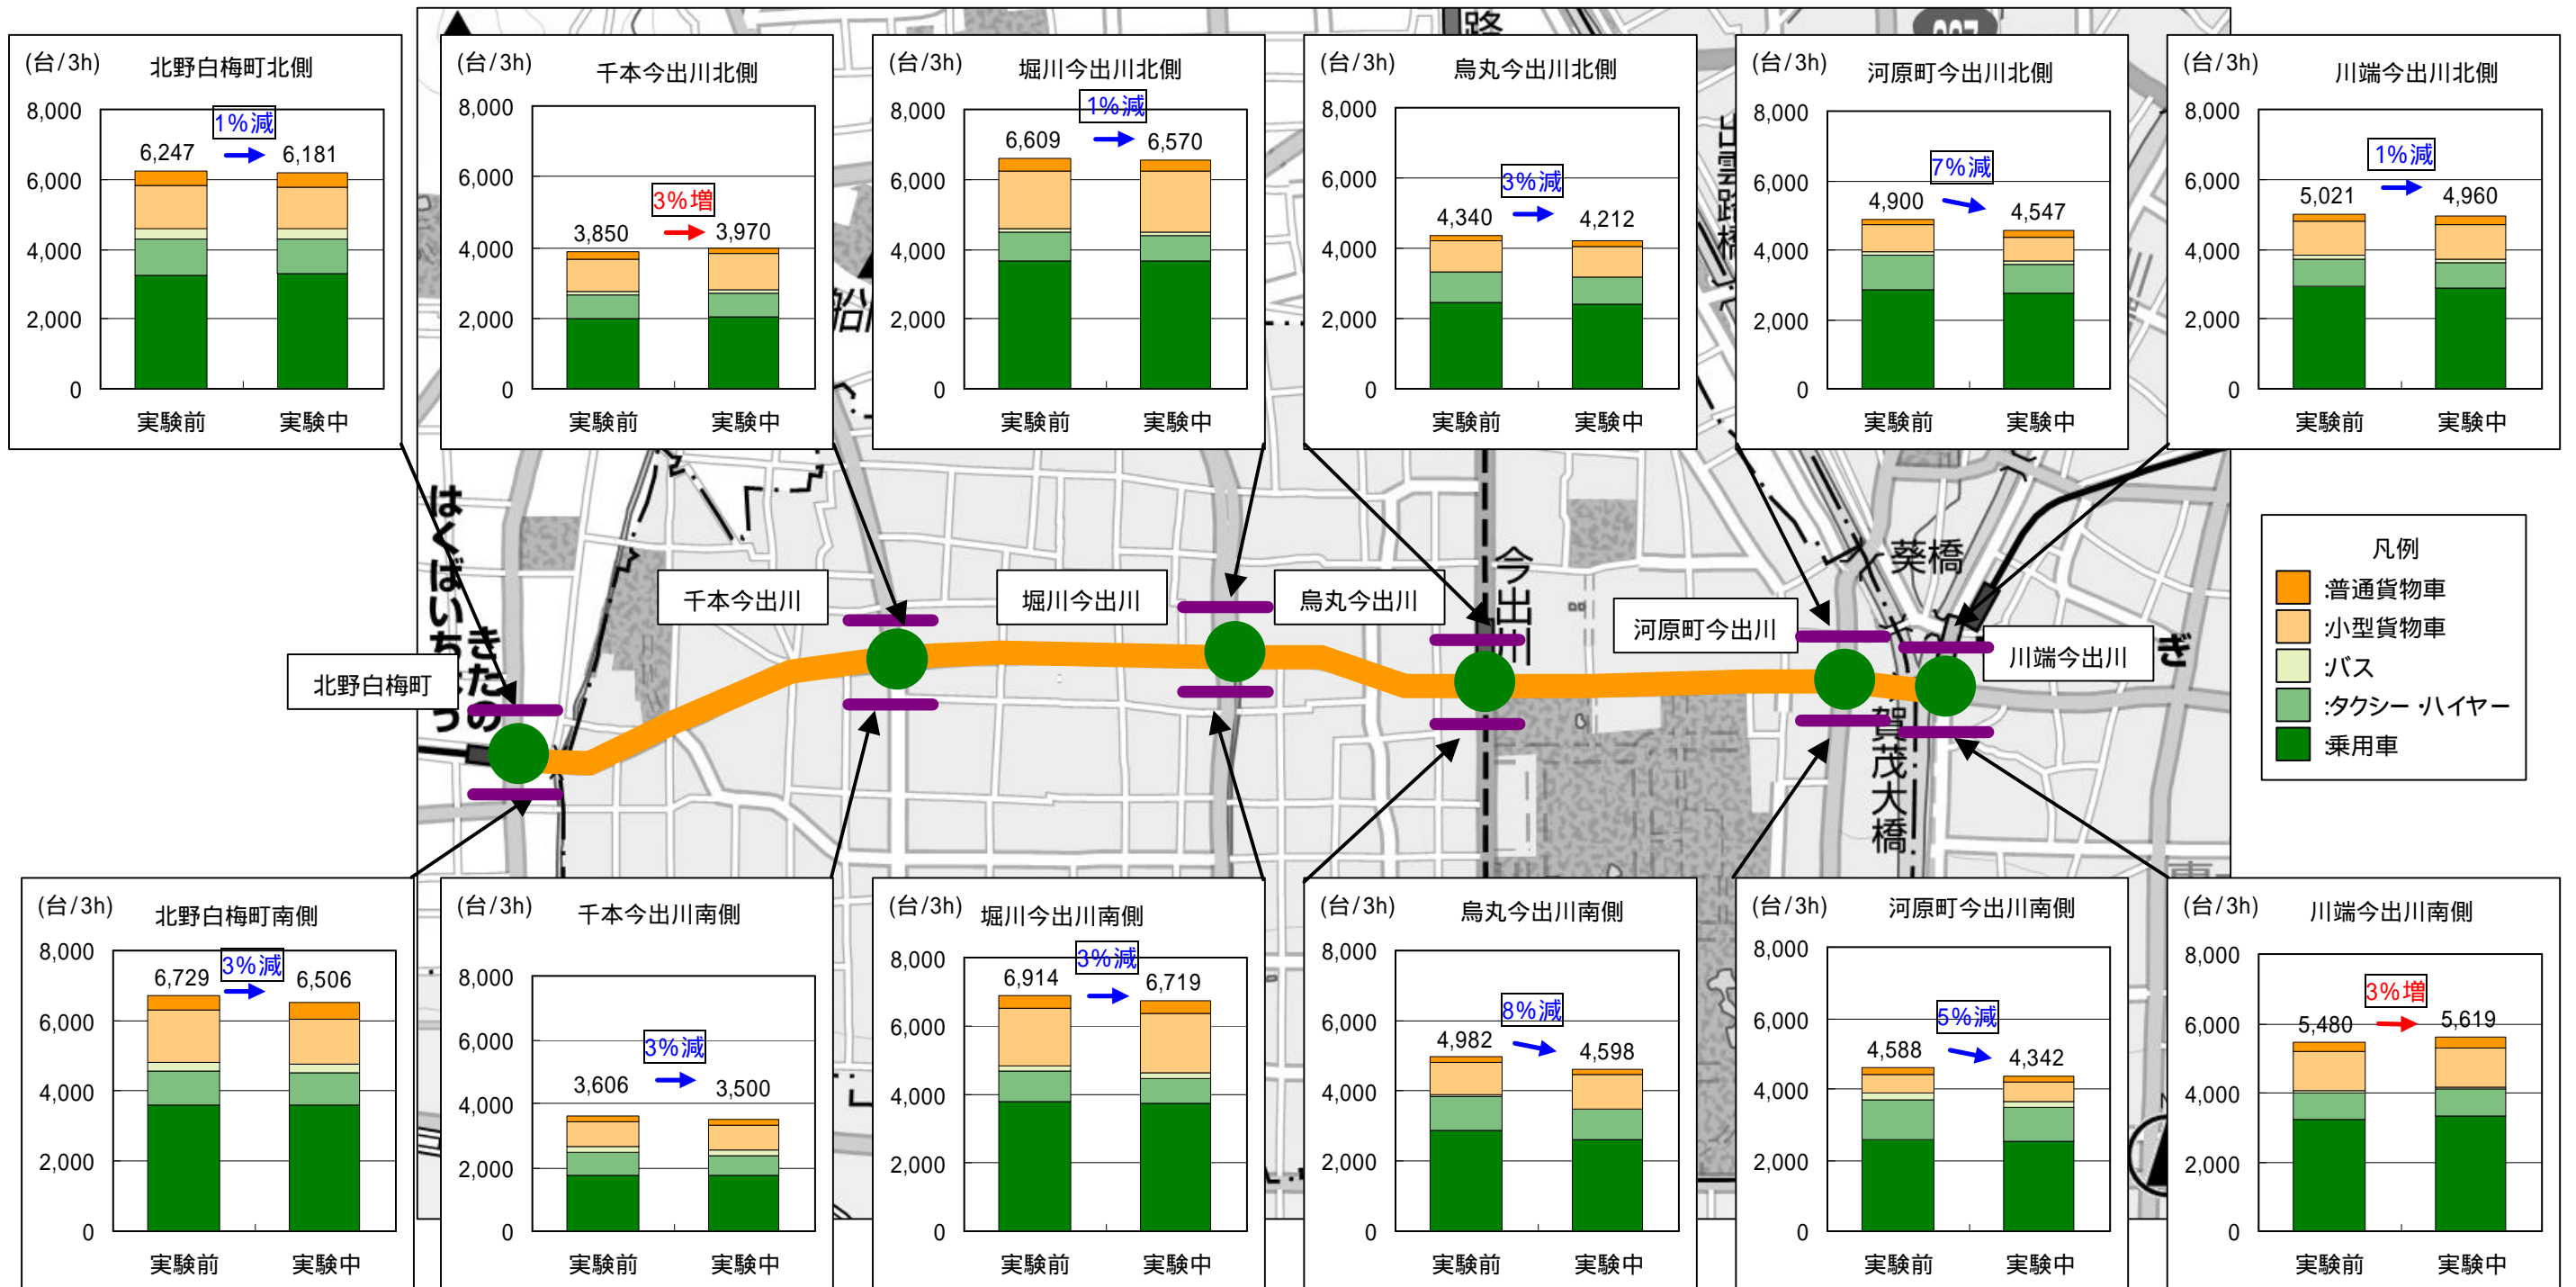 (台/3h) 北野白梅町北側
8,000
6,000
4,000
2,000
0
1%減
6,247
6,181
実験前 実験中
(台/3h) 千本今出川北側
8,000
6,000
4,000
2,000
0
3%増
3,850
3,970
実験前 実験中
(台/3h) 堀川今出川北側
8,000
6,000
4,000
2,000
0
1%減
6,609
6,570
実験前 実験中
(台/3h) 烏丸今出川北側
8,000
6,000
4,000
2,000
0
3%減
4,340
4,212
実験前 実験中
(台/3h) 河原町今出川北側
8,000
6,000
4,000
2,000
0
7%減
4,900
4,547
実験前 実験中
(台/3h) 川端今出川北側
8,000
6,000
4,000
2,000
0
1%減
5,021
4,960
実験前 実験中
路
出雲路橋
船
はくばいちょう
きたの
今出川
葵橋
賀茂大橋
ぎ
北野白梅町
千本今出川
堀川今出川
烏丸今出川
河原町今出川
川端今出川
凡例
:普通貨物車
:小型貨物車
:バス
:タクシー・ハイヤー
:乗用車
(台/3h) 北野白梅町南側
8,000
6,000
4,000
2,000
0
3%減
6,729
6,506
実験前 実験中
(台/3h) 千本今出川南側
8,000
6,000
4,000
2,000
0
3%減
3,606
3,500
実験前 実験中
(台/3h) 堀川今出川南側
8,000
6,000
4,000
2,000
0
3%減
6,914
6,719
実験前 実験中
(台/3h) 烏丸今出川南側
8,000
6,000
4,000
2,000
0
8%減
4,982
4,598
実験前 実験中
(台/3h) 河原町今出川南側
8,000
6,000
4,000
2,000
0
5%減
4,588
4,342
実験前 実験中
(台/3h) 川端今出川南側
8,000
6,000
4,000
2,000
0
3%増
5,480
5,619
実験前 実験中